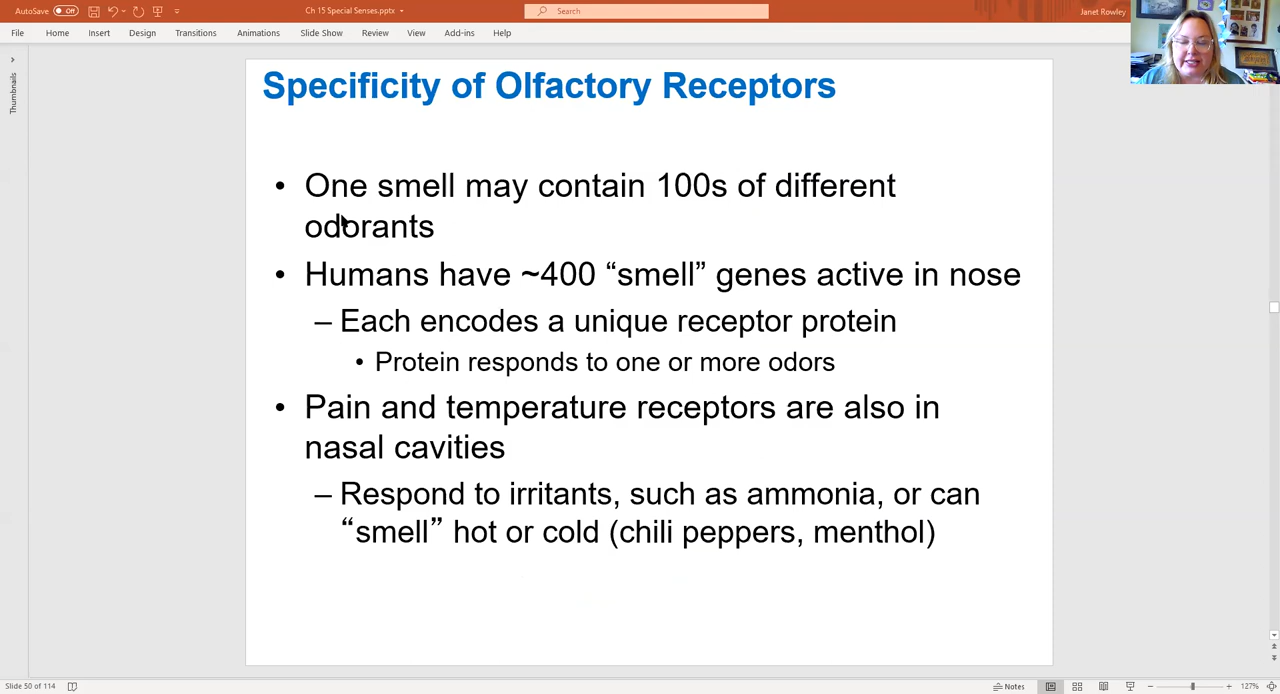 AutoSave Off Ch 15 Special Senses.pptx Search Janet Rowley
File Home Insert Design Transitions Animations Slide Show Review View Add-ins Help
Thumbnails
Specificity of Olfactory Receptors
• One smell may contain 100s of different
odorants
• Humans have ~400 “smell” genes active in nose
– Each encodes a unique receptor protein
• Protein responds to one or more odors
• Pain and temperature receptors are also in
nasal cavities
– Respond to irritants, such as ammonia, or can
“smell” hot or cold (chili peppers, menthol)
Slide 50 of 114 Notes 127%